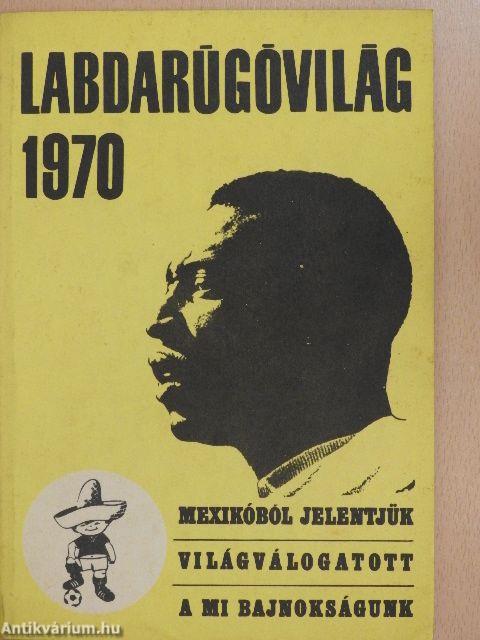 LABDARÚGÓVILÁG
1970
MEXIKÓBÓL JELENTJÜK
VILÁGVÁLOGATOTT
A MI BAJNOKSÁGUNK
Antikvárium.hu